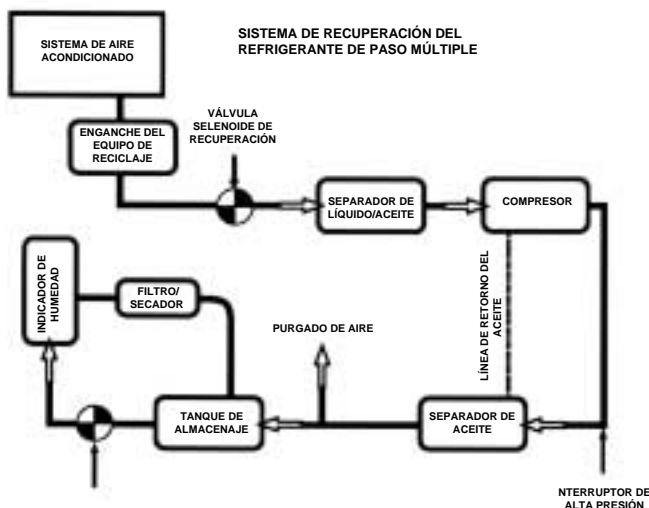 SISTEMA DE AIRE
ACONDICIONADO
SISTEMA DE RECUPERACIÓN DEL
REFRIGERANTE DE PASO MÚLTIPLE
ENGANCHE DEL
EQUIPO DE
RECICLAJE
VÁLVULA
SELENOIDE DE
RECUPERACIÓN
SEPARADOR DE
LÍQUIDO/ACEITE
COMPRESOR
INDICADOR DE
HUMEDAD
FILTRO/
SECADOR
PURGADO DE AIRE
LÍNEA DE RETORNO DEL
ACEITE
TANQUE DE
ALMACENAJE
SEPARADOR DE
ACEITE
NTERRUPTOR DE
ALTA PRESIÓN